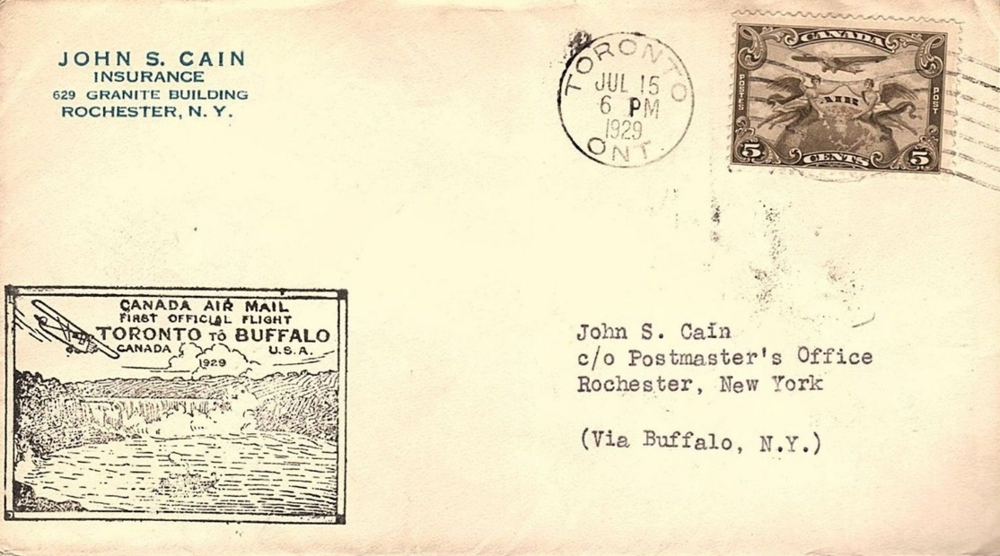 JOHN S. CAIN
INSURANCE
629 GRANITE BUILDING
ROCHESTER, N. Y.
TORONTO
JUL 15
6 PM
1929
ONT.
CANADA
POSTES
AIR
POST
5 CENTS 5
CANADA AIR MAIL
FIRST OFFICIAL FLIGHT
TORONTO TO BUFFALO
CANADA U.S.A.
1929
John S. Cain
c/o Postmaster's Office
Rochester, New York
(Via Buffalo, N.Y.)